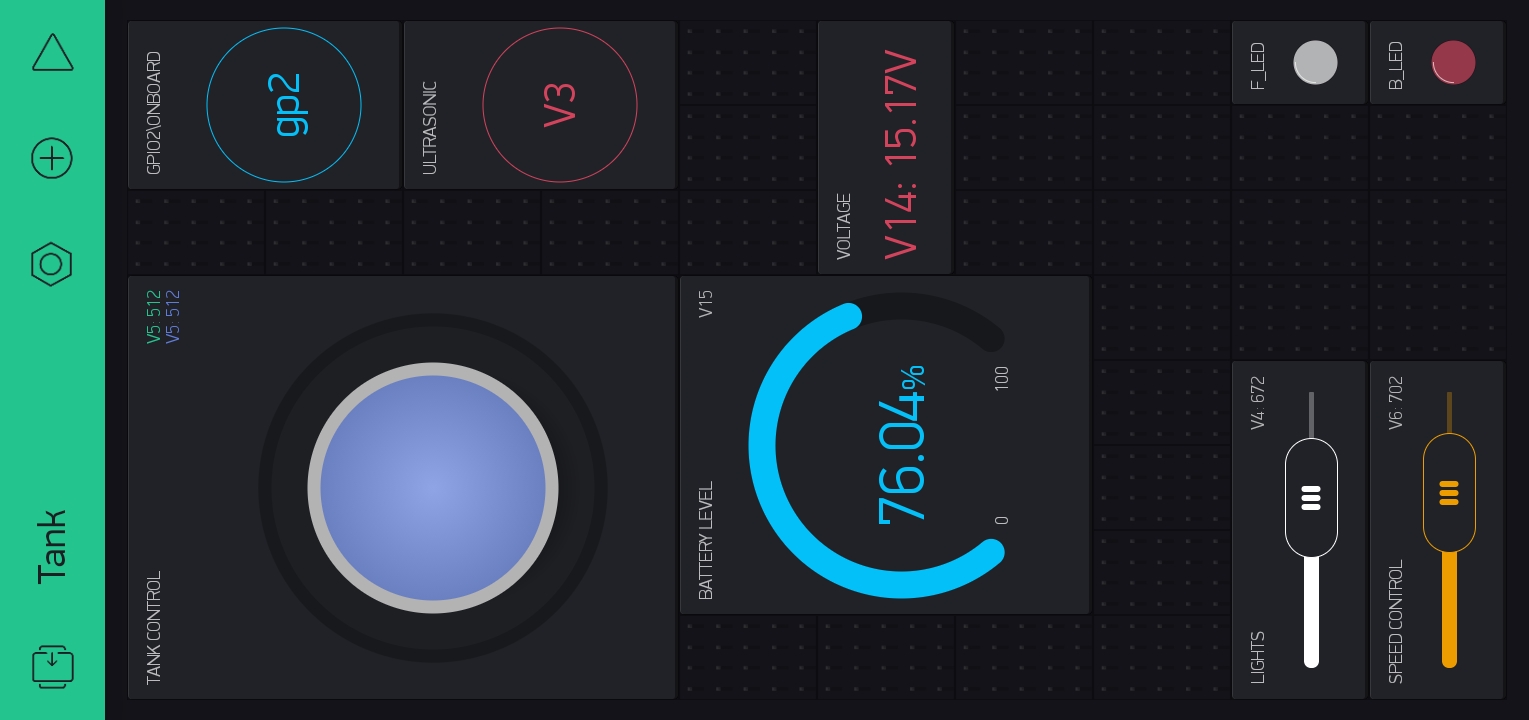 Tank
TANK CONTROL
V5: 512
V5: 512
GPIO2\ONBOARD
gp2
ULTRASONIC
V3
BATTERY LEVEL
V15
76.04%
0
100
VOLTAGE
V14: 15.17V
LIGHTS
V4: 672
F_LED
SPEED CONTROL
V6: 702
B_LED